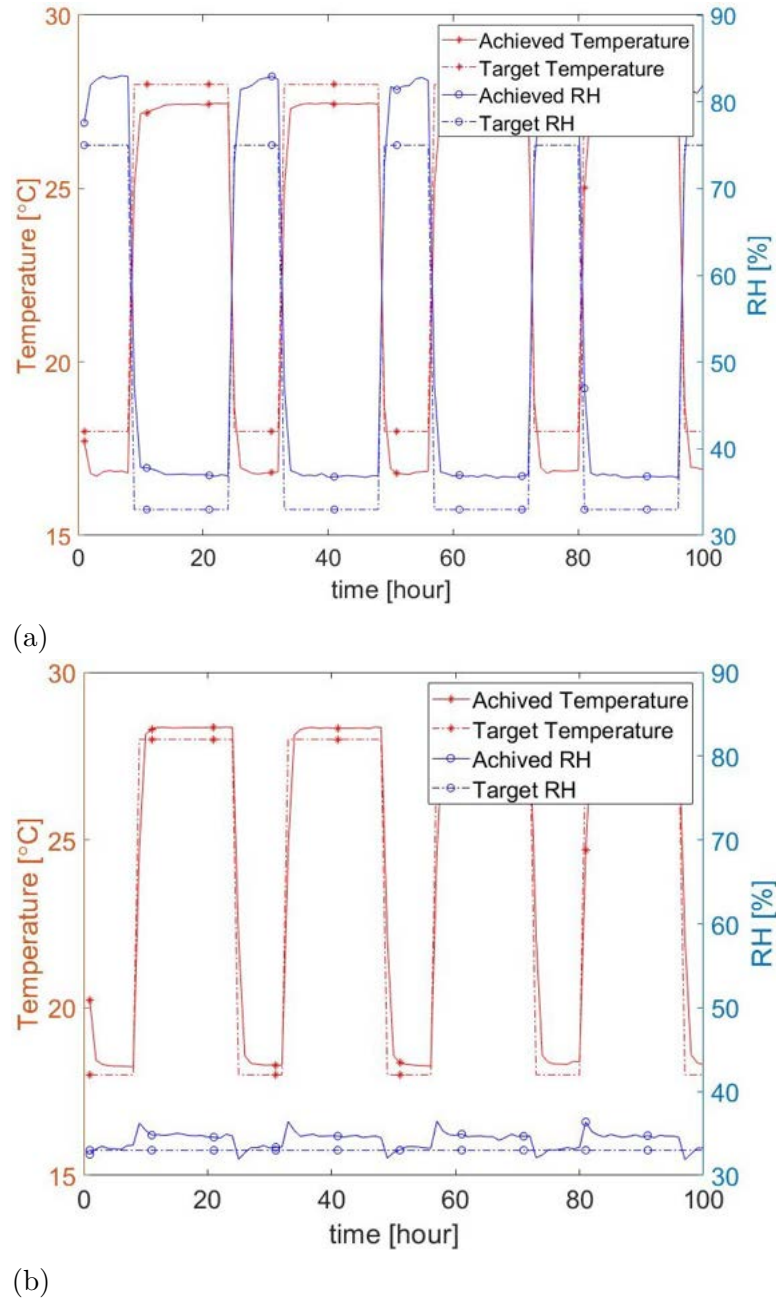 30
25
20
15
Temperature [°C]
0
20
40
60
80
100
time [hour]
90
80
70
60
50
40
30
RH [%]
Achieved Temperature
Target Temperature
Achieved RH
Target RH
(a)
30
25
20
15
Temperature [°C]
0
20
40
60
80
100
time [hour]
90
80
70
60
50
40
30
RH [%]
Achived Temperature
Target Temperature
Achived RH
Target RH
(b)